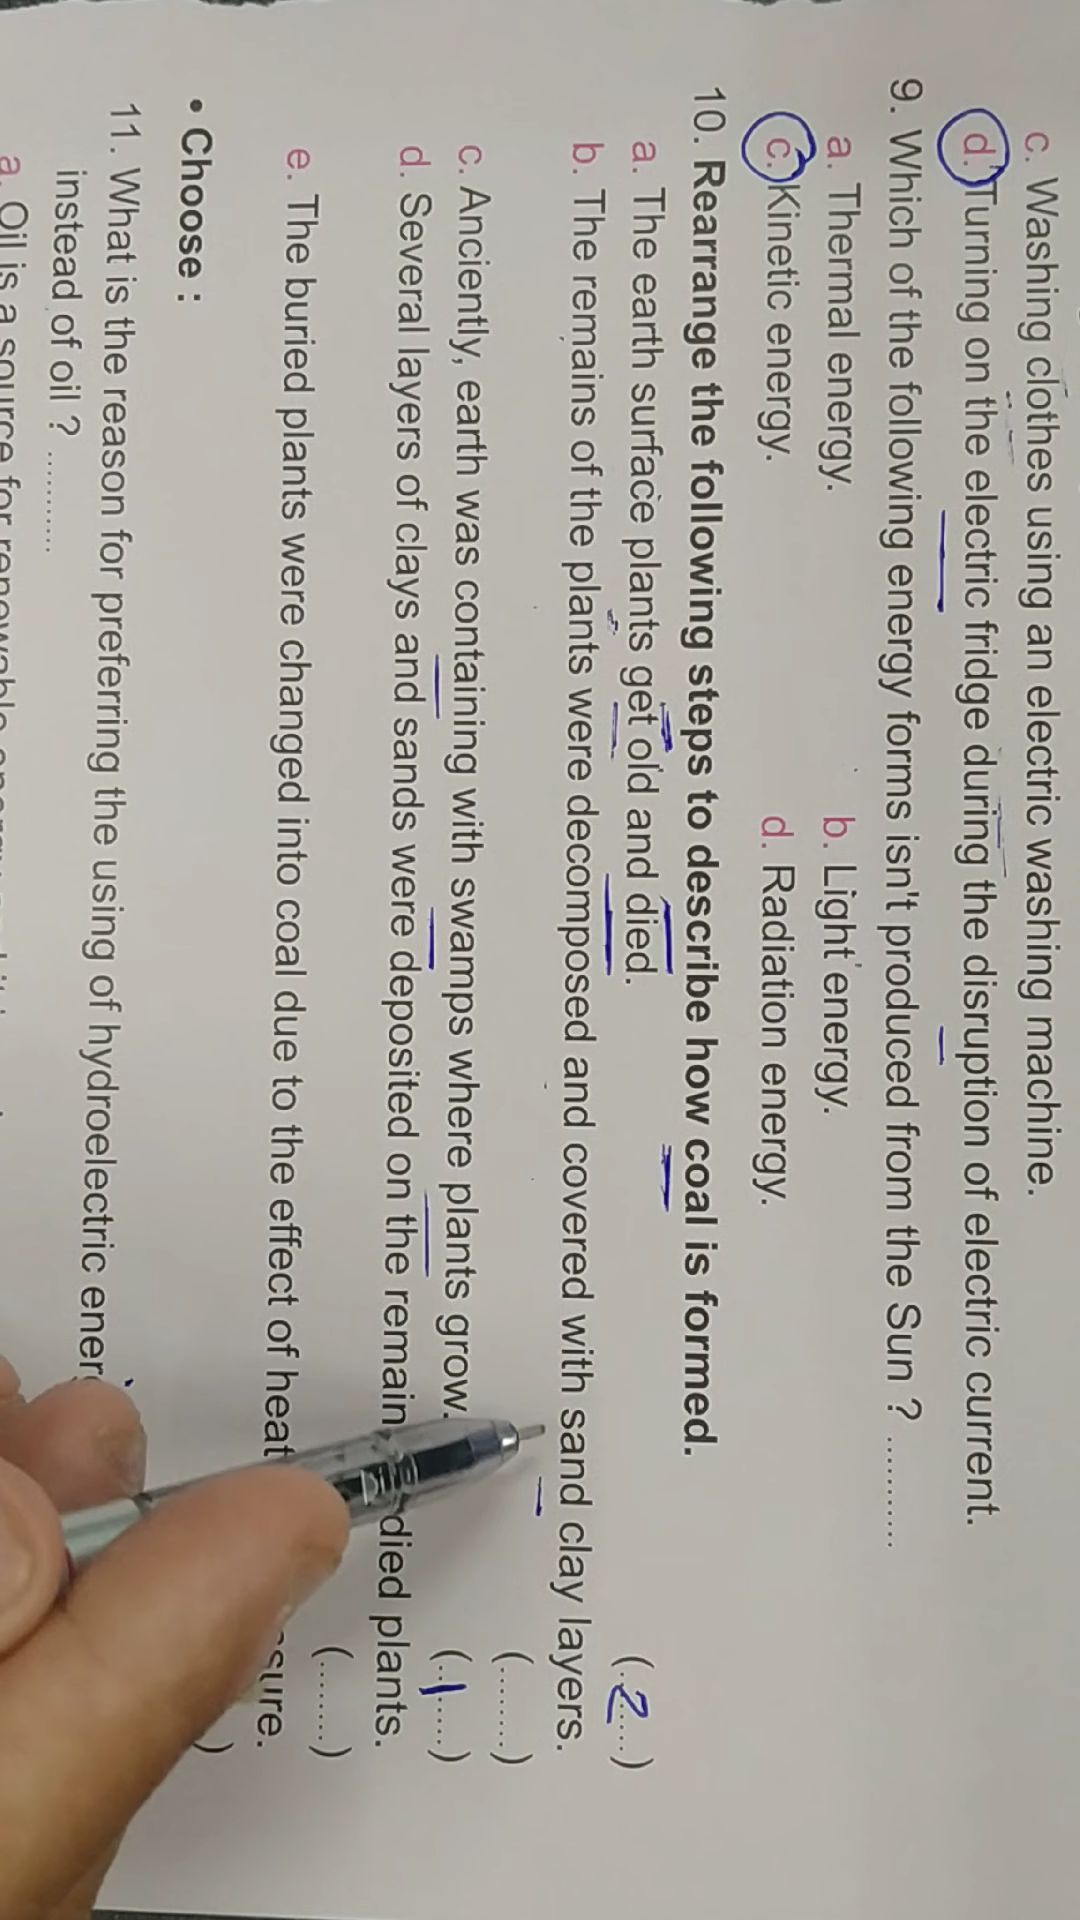 c. Washing clothes using an electric washing machine.
d. Turning on the electric fridge during the disruption of electric current.
9. Which of the following energy forms isn't produced from the Sun ? ..........
a. Thermal energy. b. Light energy.
c. Kinetic energy. d. Radiation energy.
10. Rearrange the following steps to describe how coal is formed.
a. The earth surface plants get old and died. (..2....)
b. The remains of the plants were decomposed and covered with sand clay layers.
(........)
c. Anciently, earth was containing with swamps where plants grow. (..1.....)
d. Several layers of clays and sands were deposited on the remain died plants.
(........)
e. The buried plants were changed into coal due to the effect of heat
)
• Choose :
11. What is the reason for preferring the using of hydroelectric
instead of oil ? ..........
a. Oil is a source for